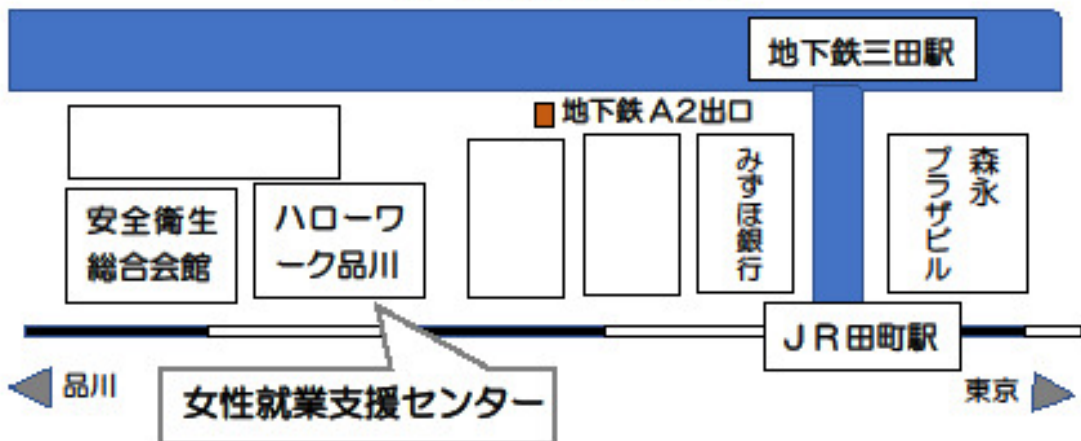 地下鉄三田駅
地下鉄A2出口
みずほ銀行
森永
プラザビル
安全衛生
総合会館
ハローワ
ーク品川
JR田町駅
品川
東京
女性就業支援センター